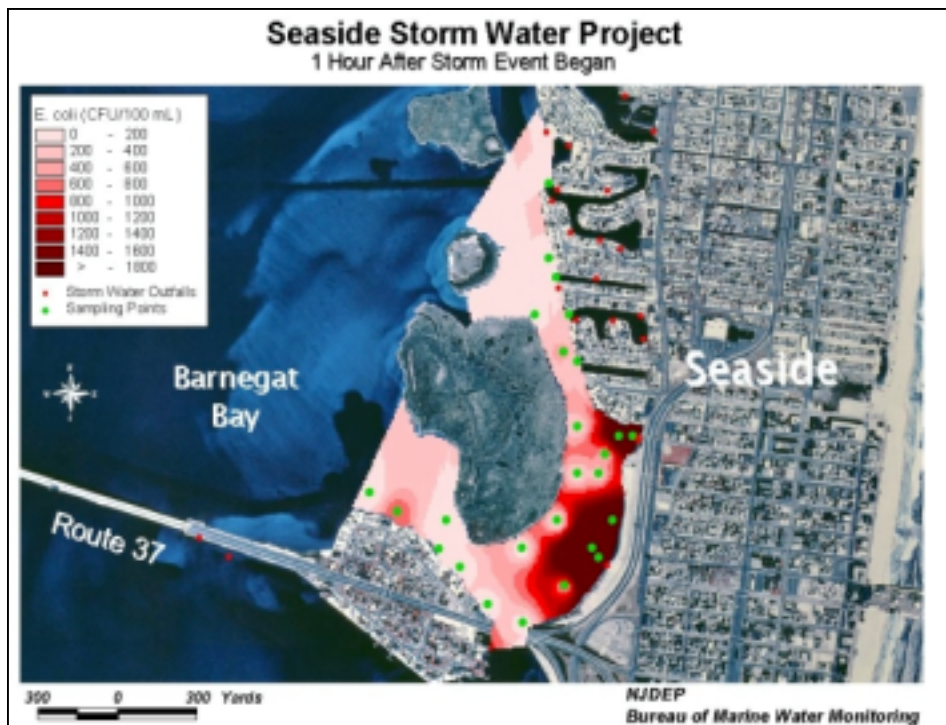 Seaside Storm Water Project
1 Hour After Storm Event Began
E. coli (CFU/100 mL)
0 - 200
200 - 400
400 - 600
600 - 800
800 - 1000
1000 - 1200
1200 - 1400
1400 - 1600
> - 1800
Storm Water Outfalls
Sampling Points
Barnegat
Bay
Seaside
Route 37
300 0 300 Yards
NJDEP
Bureau of Marine Water Monitoring